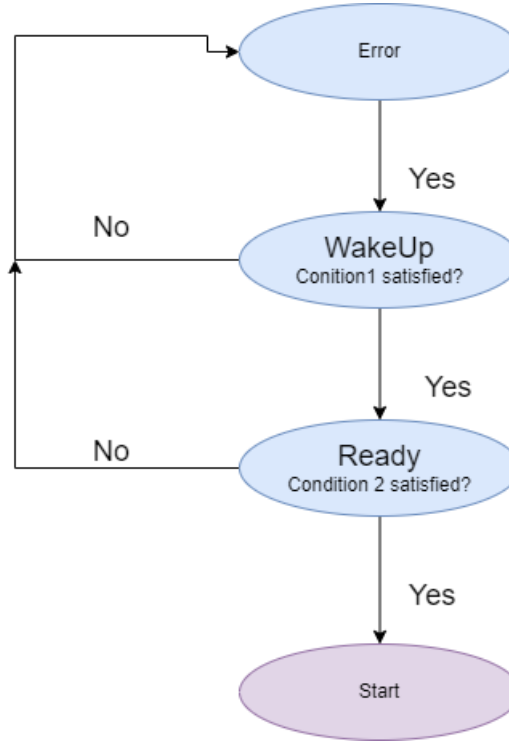 Error
Yes
No
WakeUp
Conition1 satisfied?
Yes
No
Ready
Condition 2 satisfied?
Yes
Start